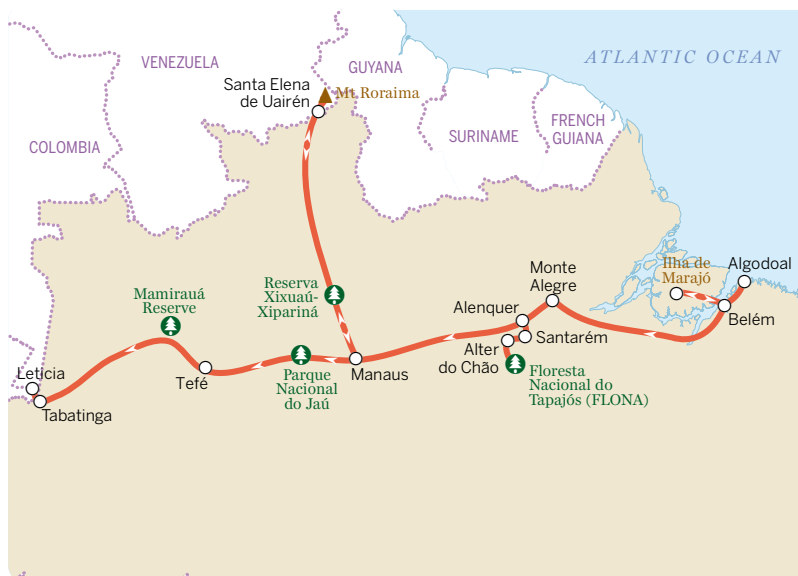 ATLANTIC OCEAN
VENEZUELA
GUYANA
Santa Elena
de Uairén
Mt Roraima
SURINAME
FRENCH
GUIANA
COLOMBIA
Ilha de
Marajó
Algodoal
Monte
Alegre
Reserva
Xixuaú-
Xipariná
Mamirauá
Reserve
Alenquer
Belém
Santarém
Alter
do Chão
Floresta
Nacional do
Tapajós (FLONA)
Manaus
Parque
Nacional
do Jaú
Tefé
Letícia
Tabatinga